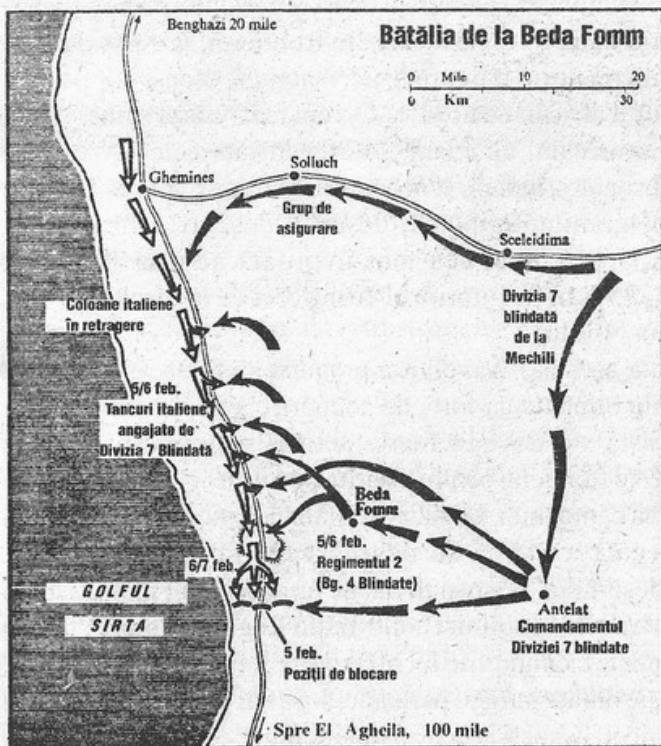 Benghazi 20 mile
Bătălia de la Beda Fomm
0 Mile 10 20
0 Km 30
Ghemines
Solluch
Grup de
asigurare
Sceleidima
Coloane italiene
în retragere
Divizia 7
blindată
de la
Mechili
5/6 feb.
Tancuri italiene
angajate de
Divizia 7 Blindată
Beda
Fomm
5/6 feb.
Regimentul 2
(Bg. 4 Blindate)
6/7 feb.
GOLFUL
SIRTA
Antelat
Comandamentul
Diviziei 7 blindate
5 feb.
Poziții de blocare
Spre El Agheila, 100 mile